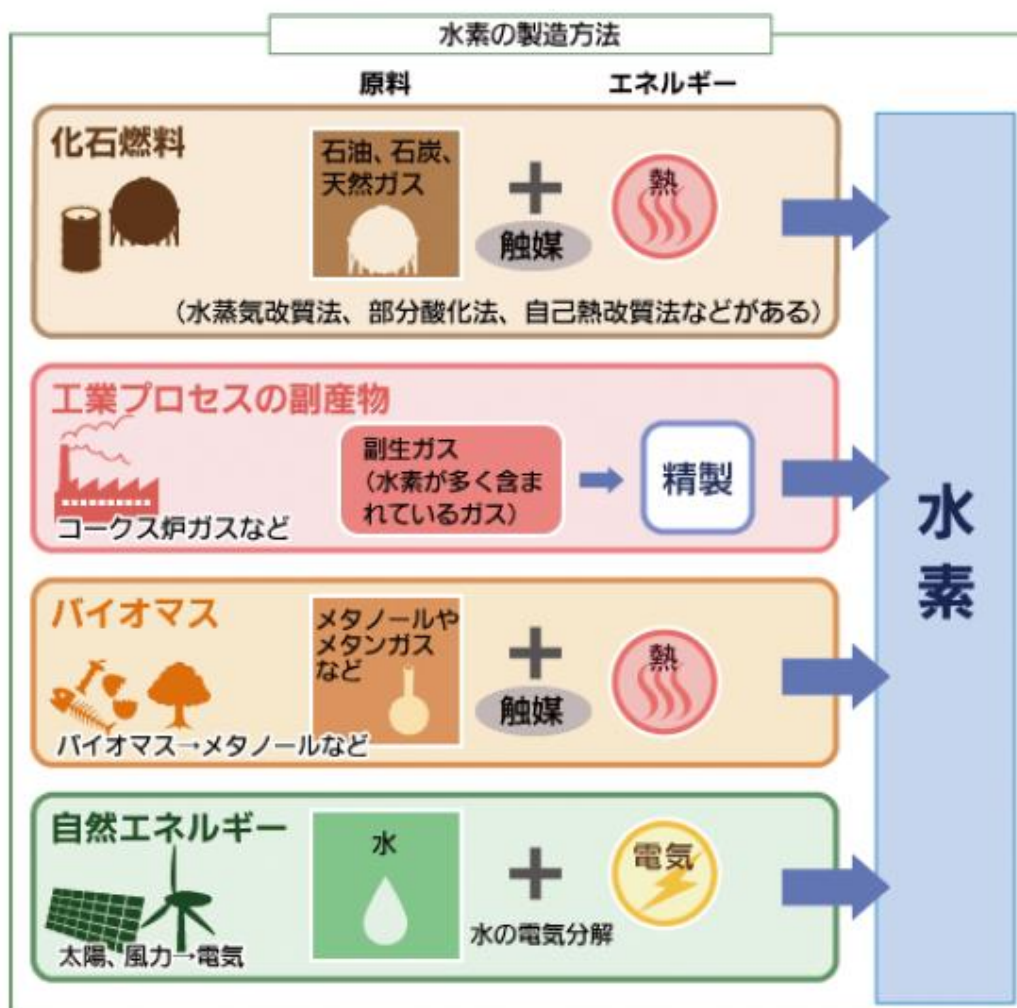 水素の製造方法
原料
エネルギー
化石燃料
石油、石炭、
天然ガス
触媒
熱
（水蒸気改質法、部分酸化法、自己熱改質法などがある）
工業プロセスの副産物
コークス炉ガスなど
副生ガス
（水素が多く含ま
れているガス）
精製
バイオマス
バイオマス→メタノールなど
メタノールや
メタンガス
など
触媒
熱
自然エネルギー
太陽、風力→電気
水
水の電気分解
電気
水素